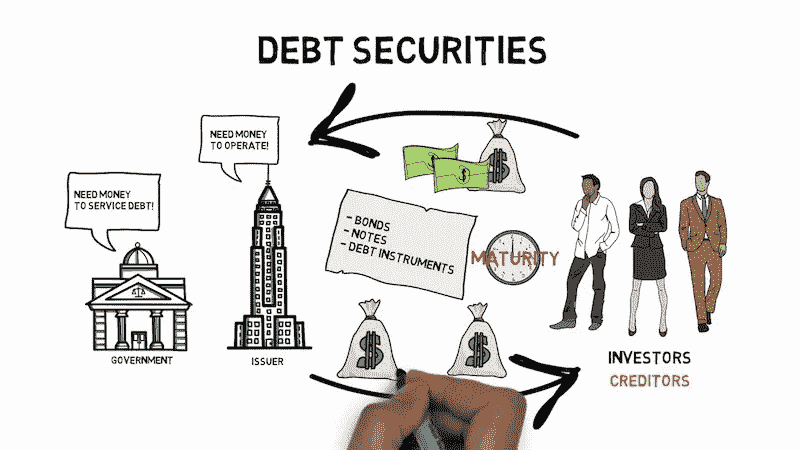 DEBT SECURITIES
NEED MONEY
TO OPERATE!
NEED MONEY
TO SERVICE DEBT!
- BONDS
- NOTES
- DEBT INSTRUMENTS
MATURITY
GOVERNMENT
ISSUER
INVESTORS
CREDITORS